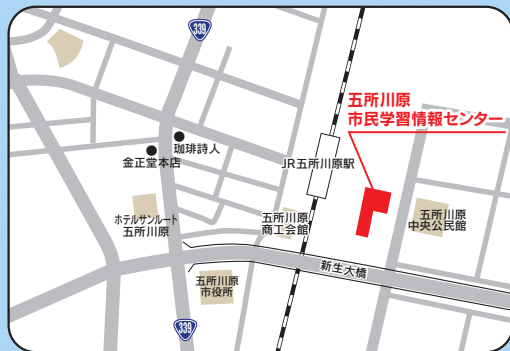 339
五所川原
市民学習情報センター
珈琲詩人
金正堂本店
JR五所川原駅
ホテルサンルート
五所川原
五所川原
商工会館
五所川原
中央公民館
新生大橋
五所川原
市役所
339